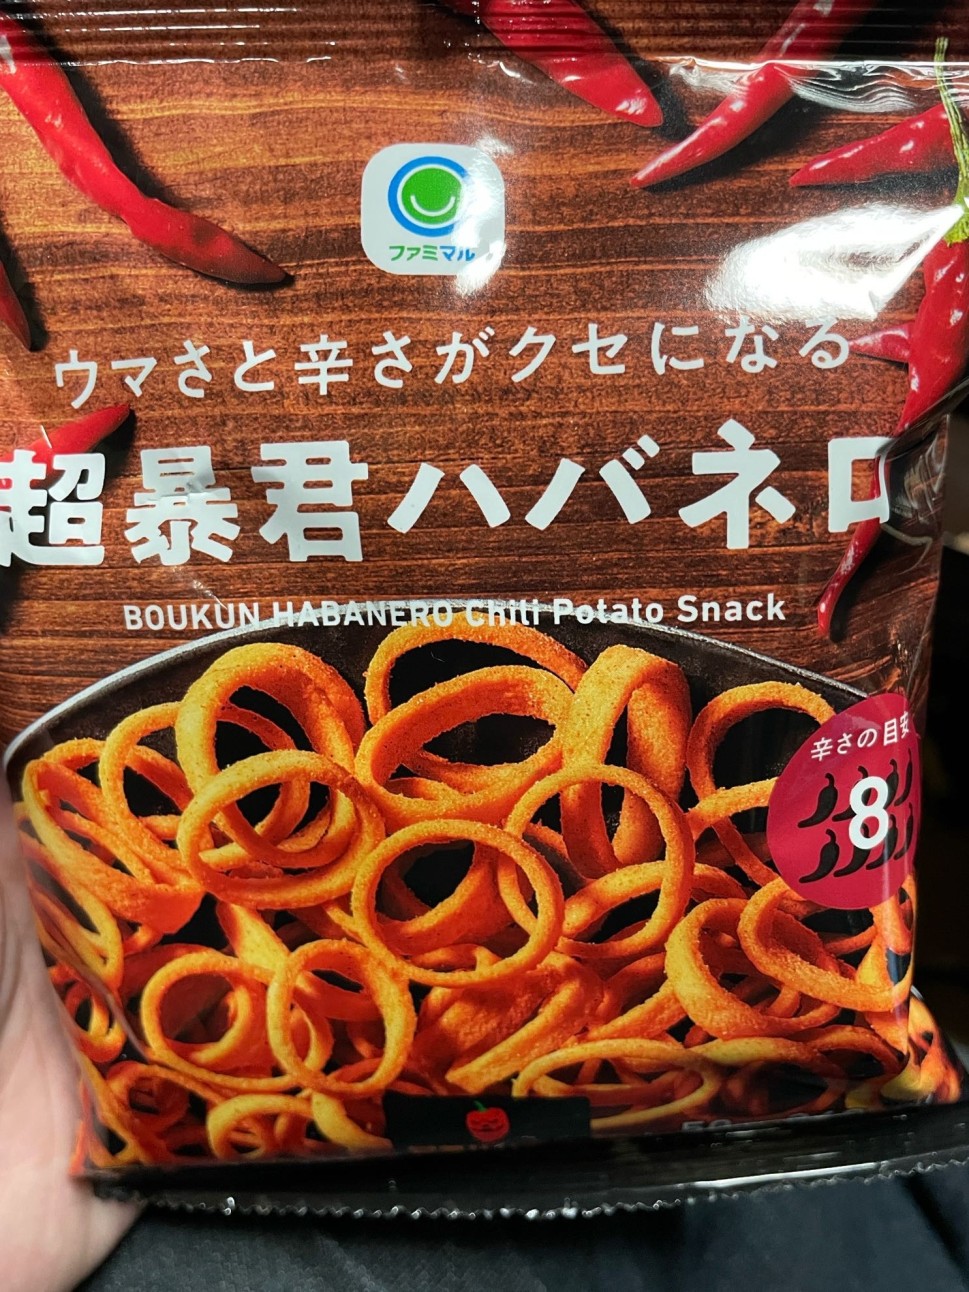 ファミマル
ウマさと辛さがクセになる
超暴君ハバネロ
BOUKUN HABANERO Chili Potato Snack
辛さの目安
8